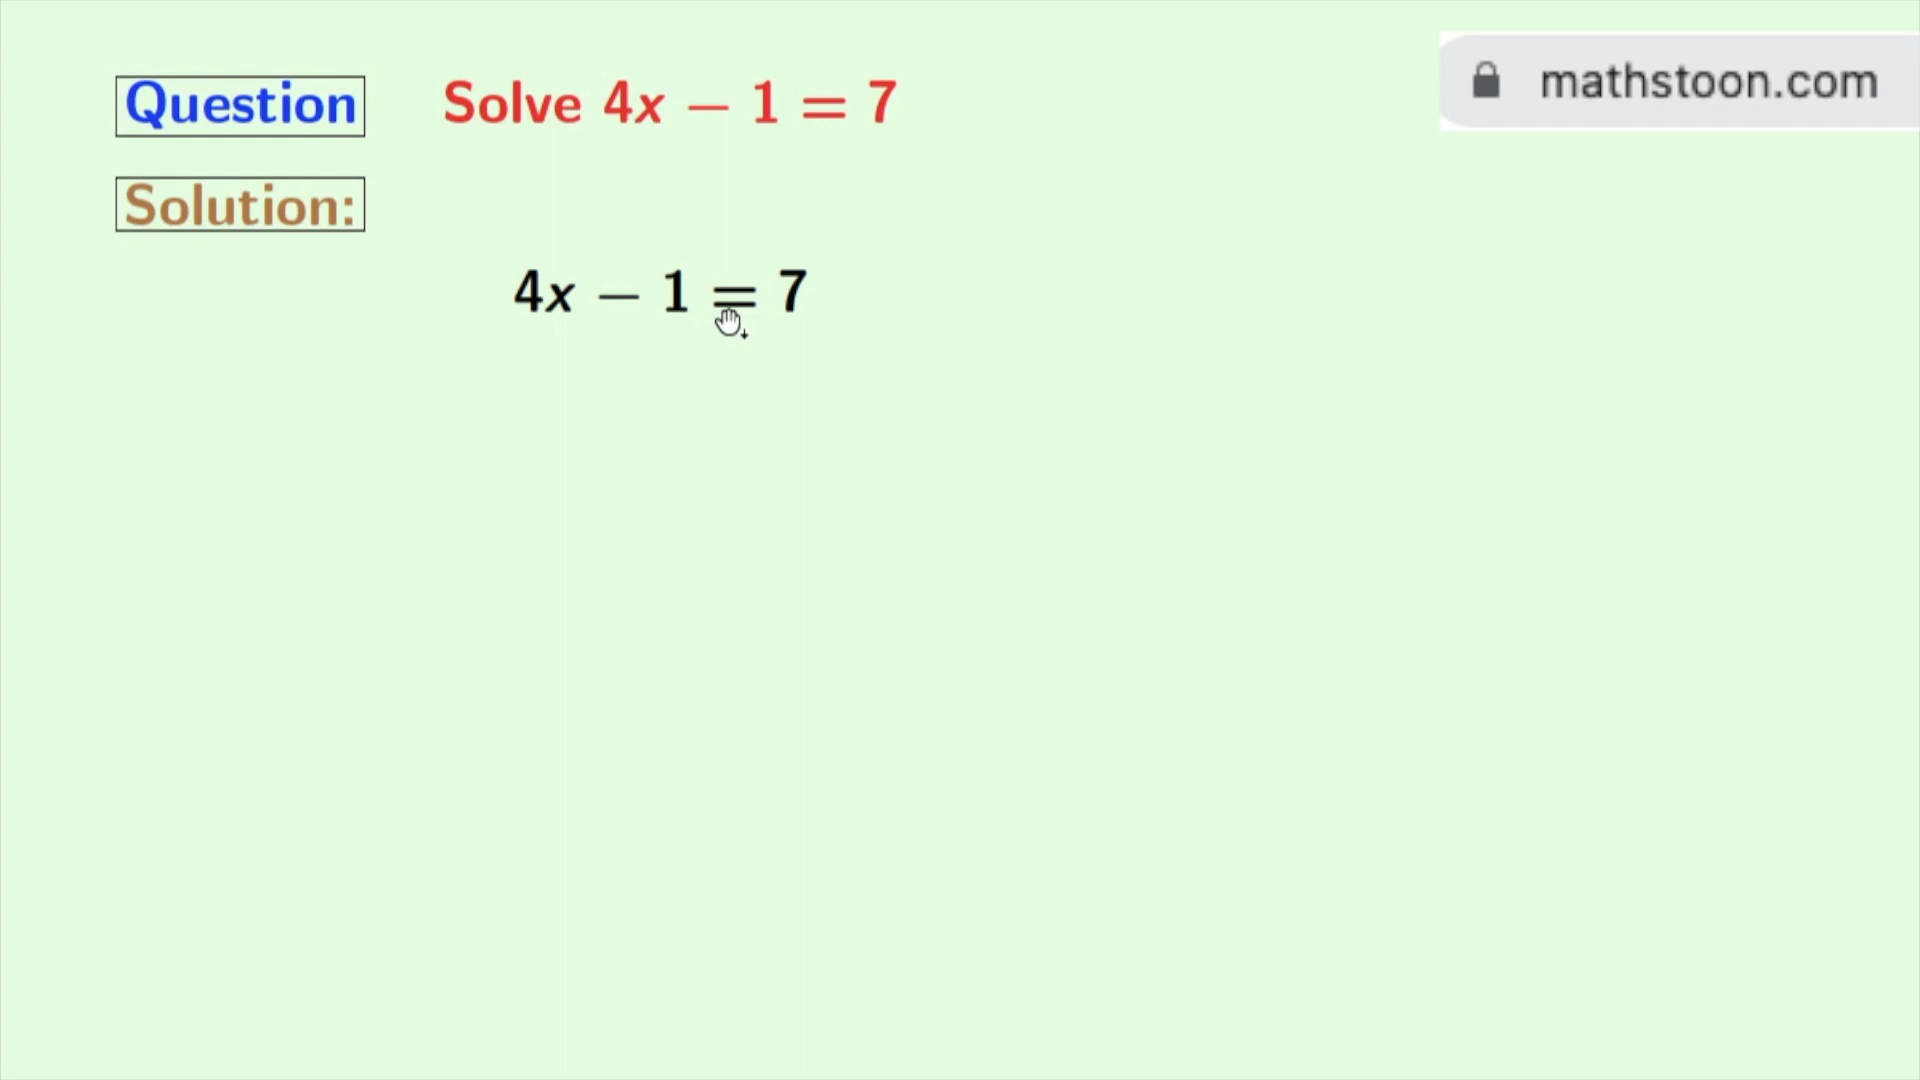 Question Solve 4x − 1 = 7
mathstoon.com
Solution:
4x − 1 = 7